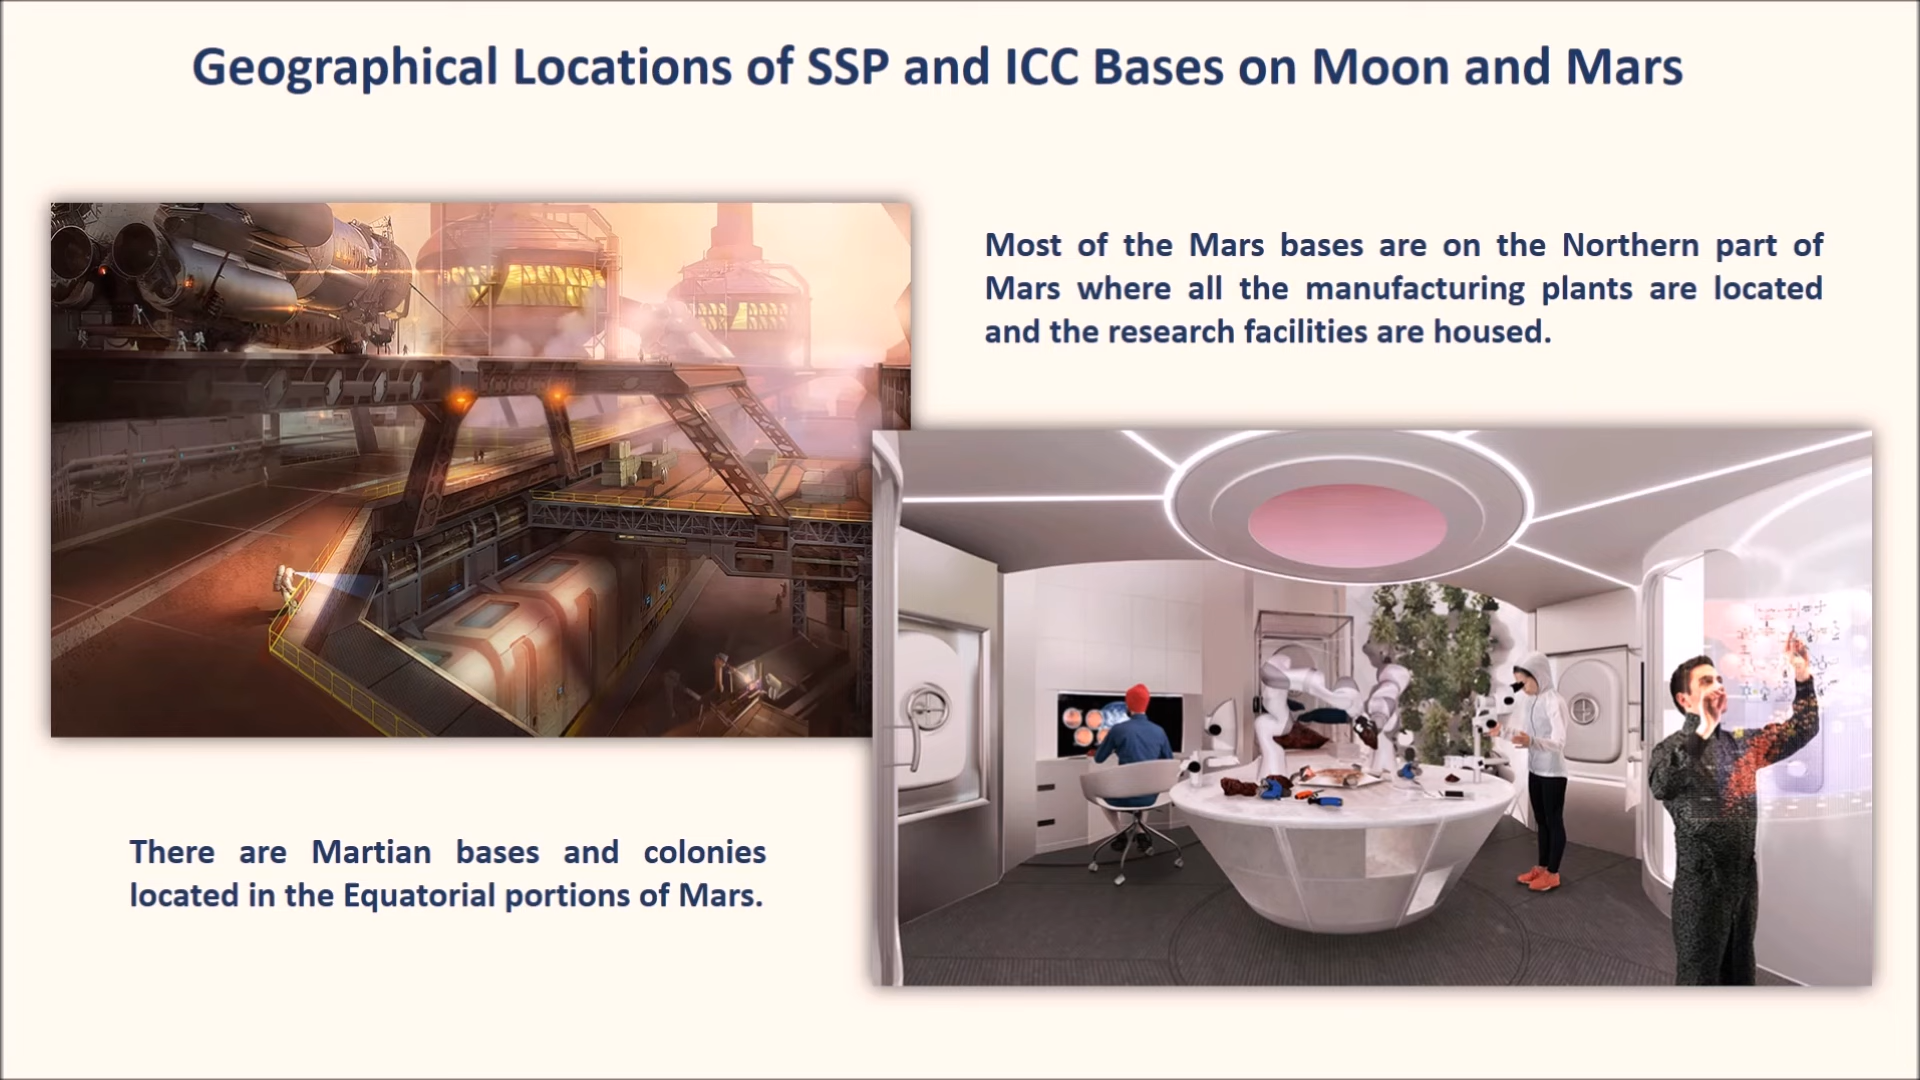 Geographical Locations of SSP and ICC Bases on Moon and Mars
Most of the Mars bases are on the Northern part of
Mars where all the manufacturing plants are located
and the research facilities are housed.
There are Martian bases and colonies
located in the Equatorial portions of Mars.